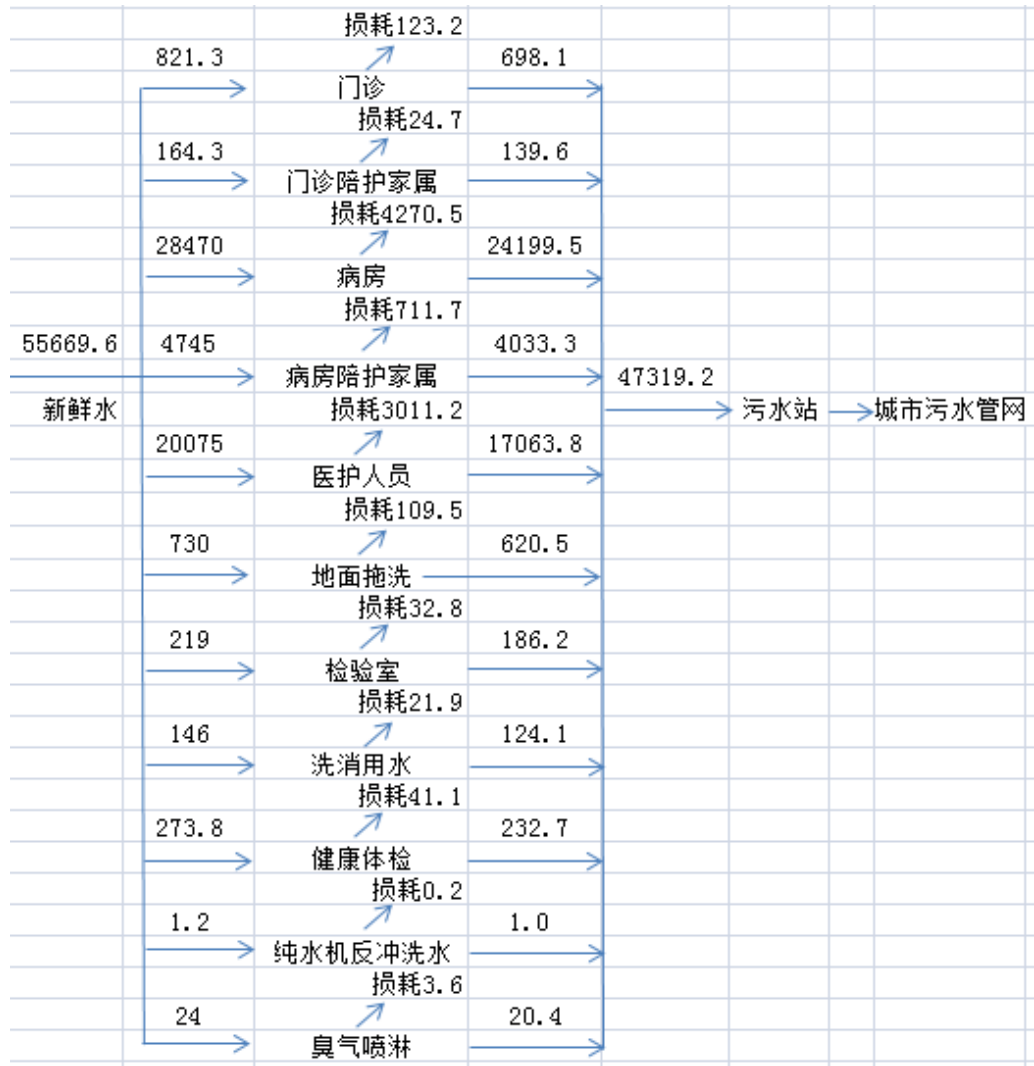 损耗123.2
821.3 698.1
门诊
损耗24.7
164.3 139.6
门诊陪护家属
损耗4270.5
28470 24199.5
病房
损耗711.7
55669.6 4745 4033.3
病房陪护家属 47319.2
新鲜水 损耗3011.2 污水站 城市污水管网
20075 17063.8
医护人员
损耗109.5
730 620.5
地面拖洗
损耗32.8
219 186.2
检验室
损耗21.9
146 124.1
洗消用水
损耗41.1
273.8 232.7
健康体检
损耗0.2
1.2 1.0
纯水机反冲洗水
损耗3.6
24 20.4
臭气喷淋